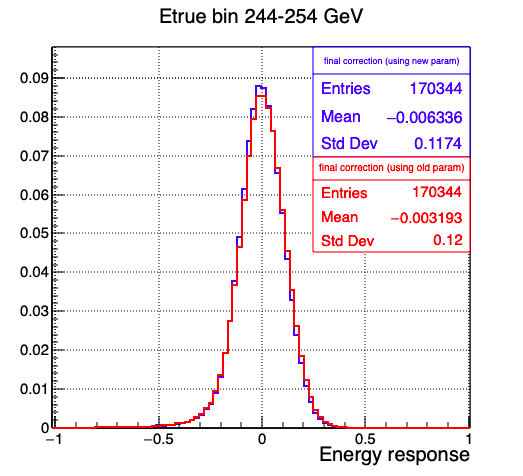 Etrue bin 244-254 GeV
final correction (using new param)
Entries 170344
Mean −0.006336
Std Dev 0.1174
final correction (using old param)
Entries 170344
Mean −0.003193
Std Dev 0.12
0.09
0.08
0.07
0.06
0.05
0.04
0.03
0.02
0.01
0
−1 −0.5 0 0.5 1
Energy response